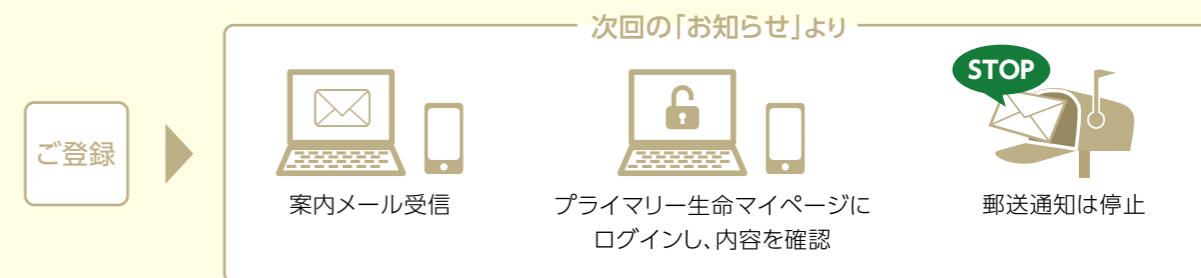 次回の「お知らせ」より
ご登録
STOP
案内メール受信
プライマリー生命マイページに
ログインし、内容を確認
郵送通知は停止